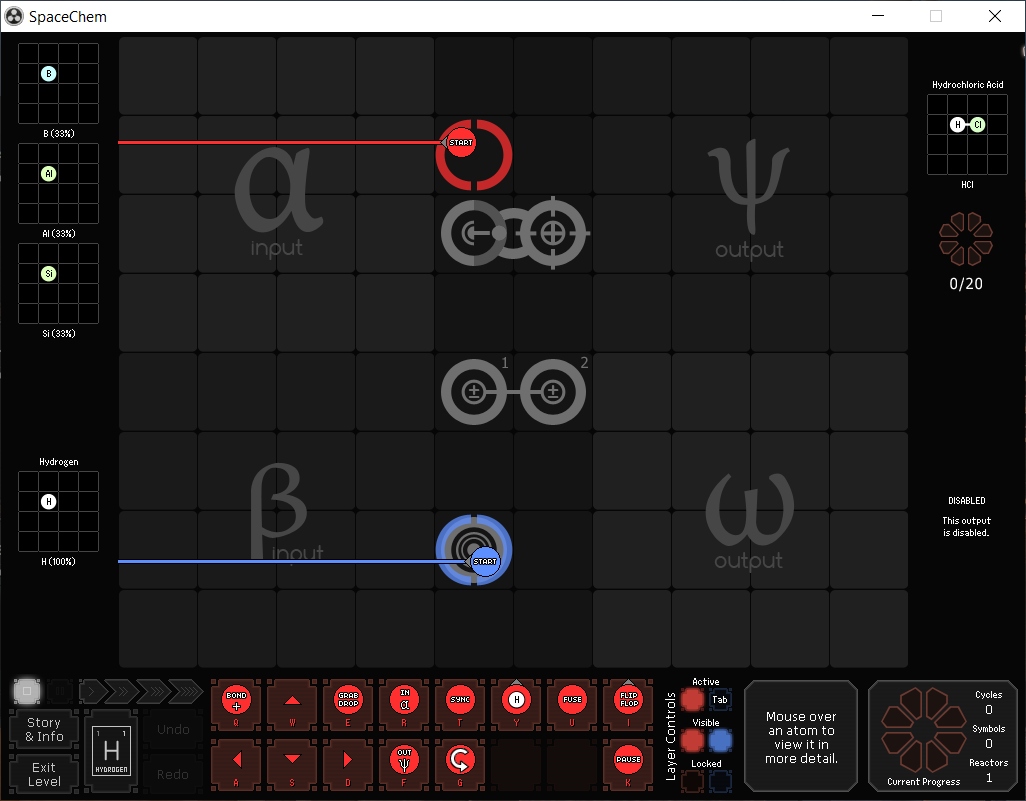 SpaceChem
B
B (33%)
Al
Al (33%)
Si
Si (33%)
Hydrogen
H
H (100%)
START
α
input
ψ
output
1
2
β
input
ω
output
START
Hydrochloric Acid
H Cl
HCl
0/20
DISABLED
This output
is disabled.
Story
& Info
Exit
Level
1 1
H
HYDROGEN
Undo
Redo
BOND
+
Q
W
GRAB
DROP
E
IN
α
R
SYNC
T
H
Y
FUSE
U
FLIP
FLOP
I
A
S
D
OUT
ψ
F
G
PAUSE
K
Layer Controls
Active
Tab
Visible
Locked
Mouse over
an atom to
view it in
more detail.
Cycles
0
Symbols
0
Reactors
1
Current Progress